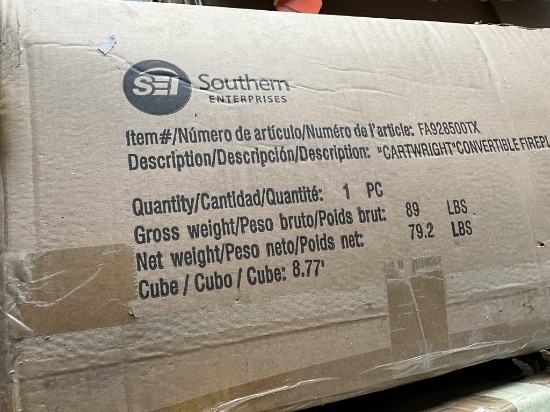 SEI Southern
ENTERPRISES
Item#/Número de artículo/Numéro de l'article: FA928500TX
Description/Descripción/Description: "CARTWRIGHT"CONVERTIBLE FIREPL
Quantity/Cantidad/Quantité: 1 PC
Gross weight/Peso bruto/Poids brut: 89 LBS
Net weight/Peso neto/Poids net: 79.2 LBS
Cube / Cubo / Cube: 8.77'